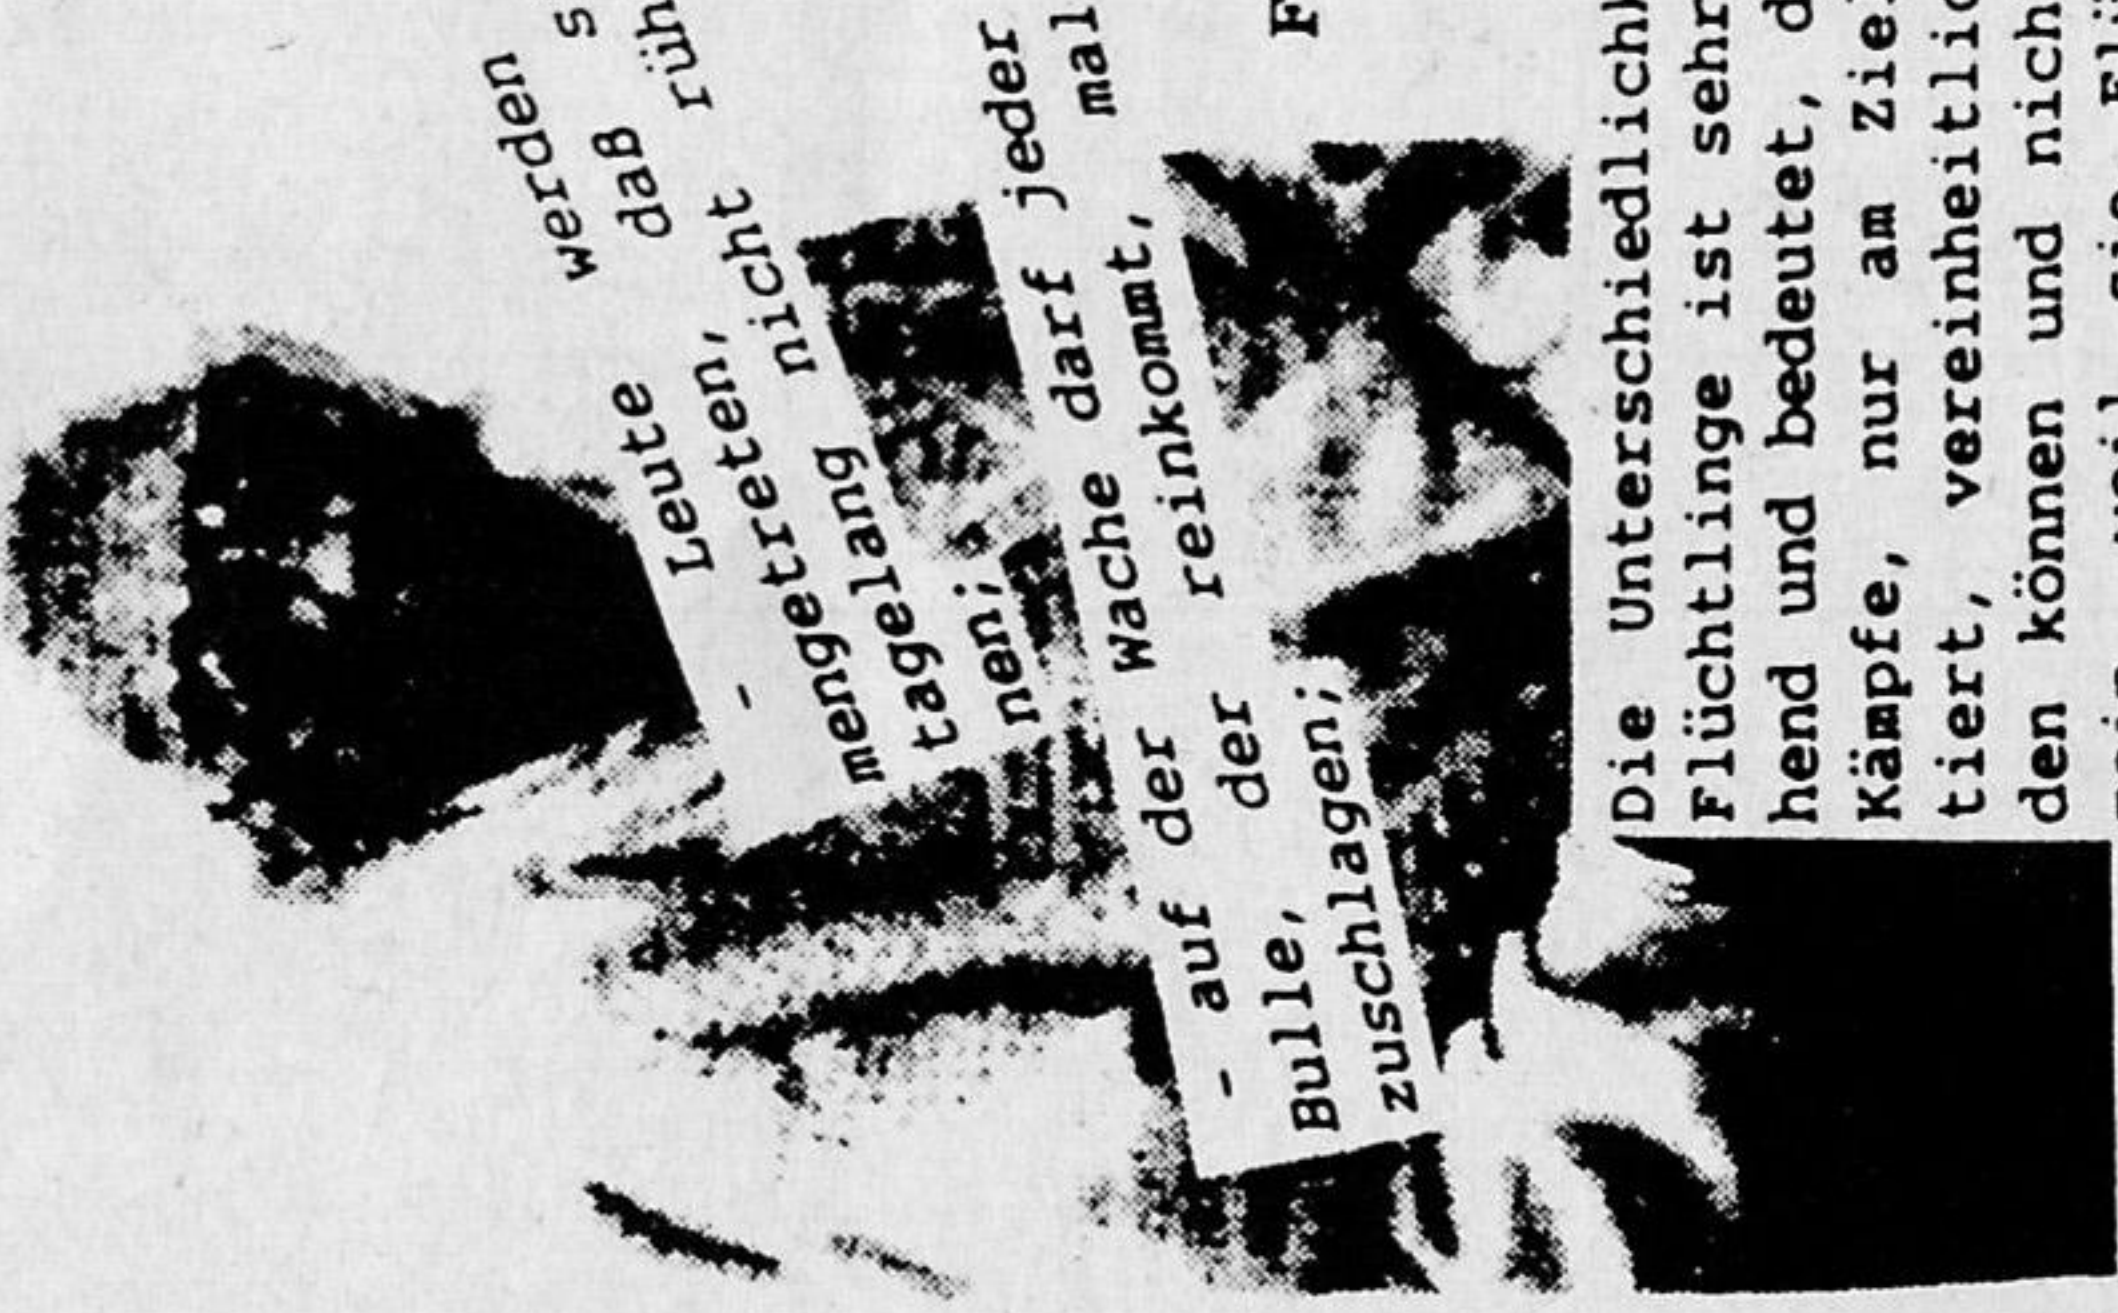 - Leute werden
mengetreten, daß s
tagelang nicht rüh
nen;
- auf der Wache darf jeder
Bulle, der reinkommt, mal
zuschlagen;
F
Die Unterschiedlichk
Flüchtlinge ist sehr
hend und bedeutet, d
Kämpfe, nur am Zie
tiert, vereinheitlic
den können und nich